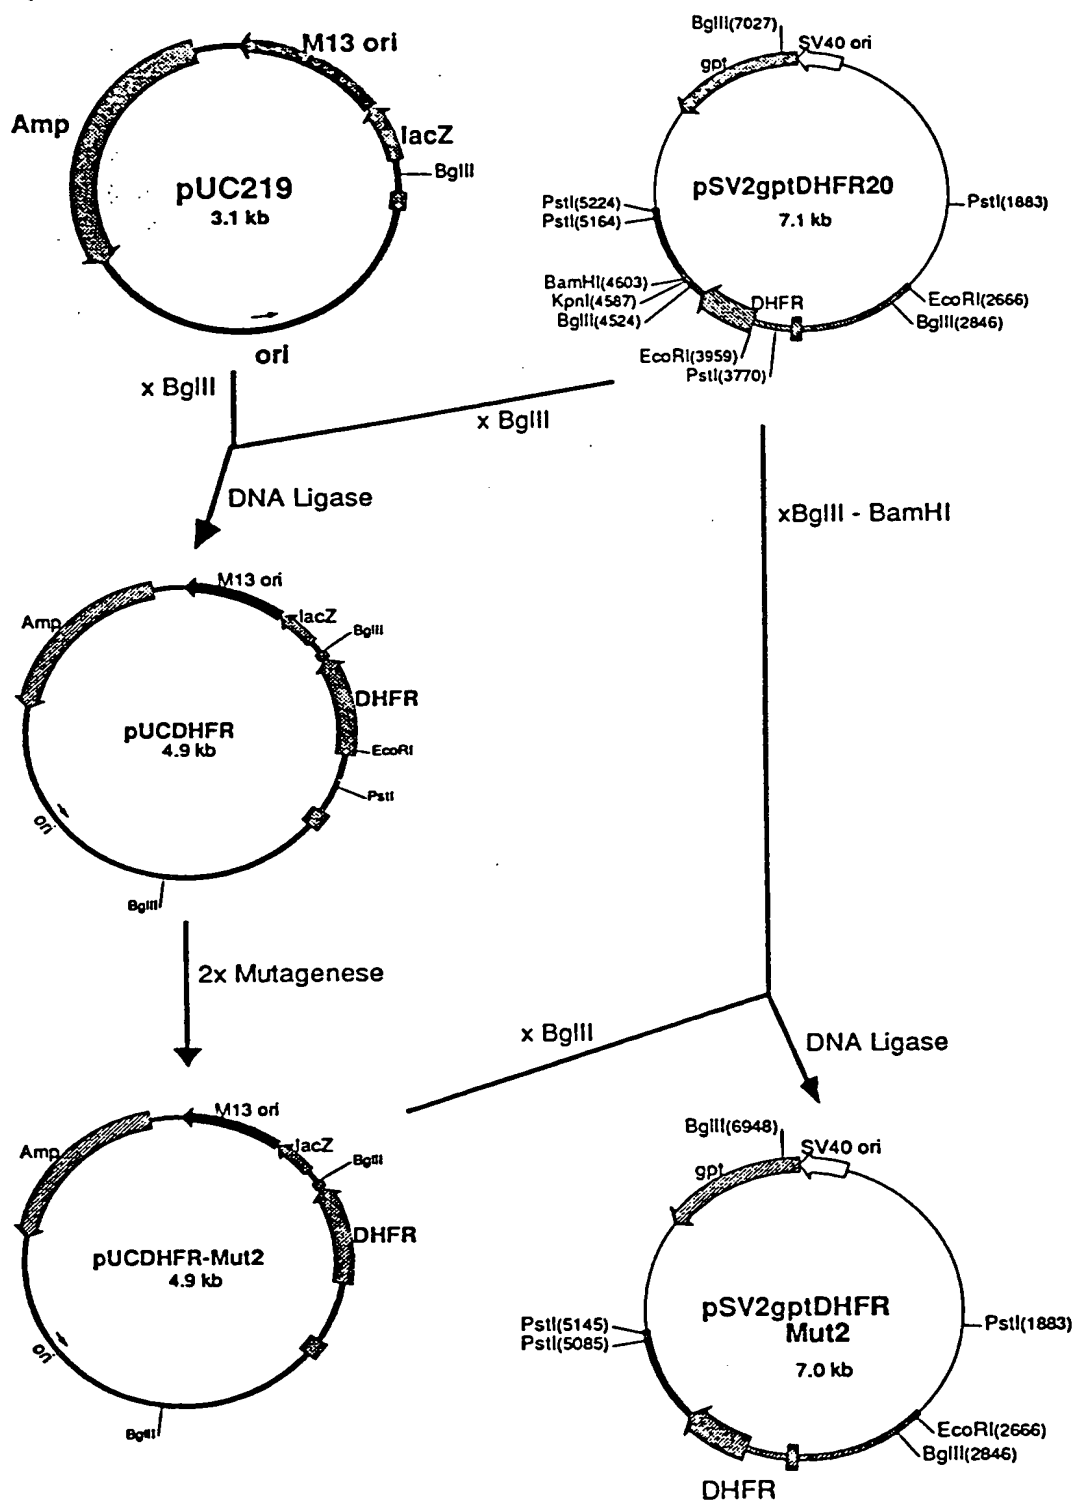 M13 ori
Amp
lacZ
BglII
pUC219
3.1 kb
ori
BglII(7027)
SV40 ori
gpt
pSV2gptDHFR20
7.1 kb
PstI(5224)
PstI(5164)
PstI(1883)
BamHI(4603)
KpnI(4587)
BglII(4524)
DHFR
EcoRI(2666)
BglII(2846)
EcoRI(3959)
PstI(3770)
x BglII
x BglII
DNA Ligase
xBglII - BamHI
M13 ori
Amp
lacZ
BglII
DHFR
pUCDHFR
4.9 kb
EcoRI
PstI
ori
BglII
2x Mutagenese
x BglII
DNA Ligase
M13 ori
Amp
lacZ
BglII
DHFR
pUCDHFR-Mut2
4.9 kb
ori
BglII
BglII(6948)
SV40 ori
gpt
pSV2gptDHFR
Mut2
7.0 kb
PstI(5145)
PstI(5085)
PstI(1883)
EcoRI(2666)
BglII(2846)
DHFR